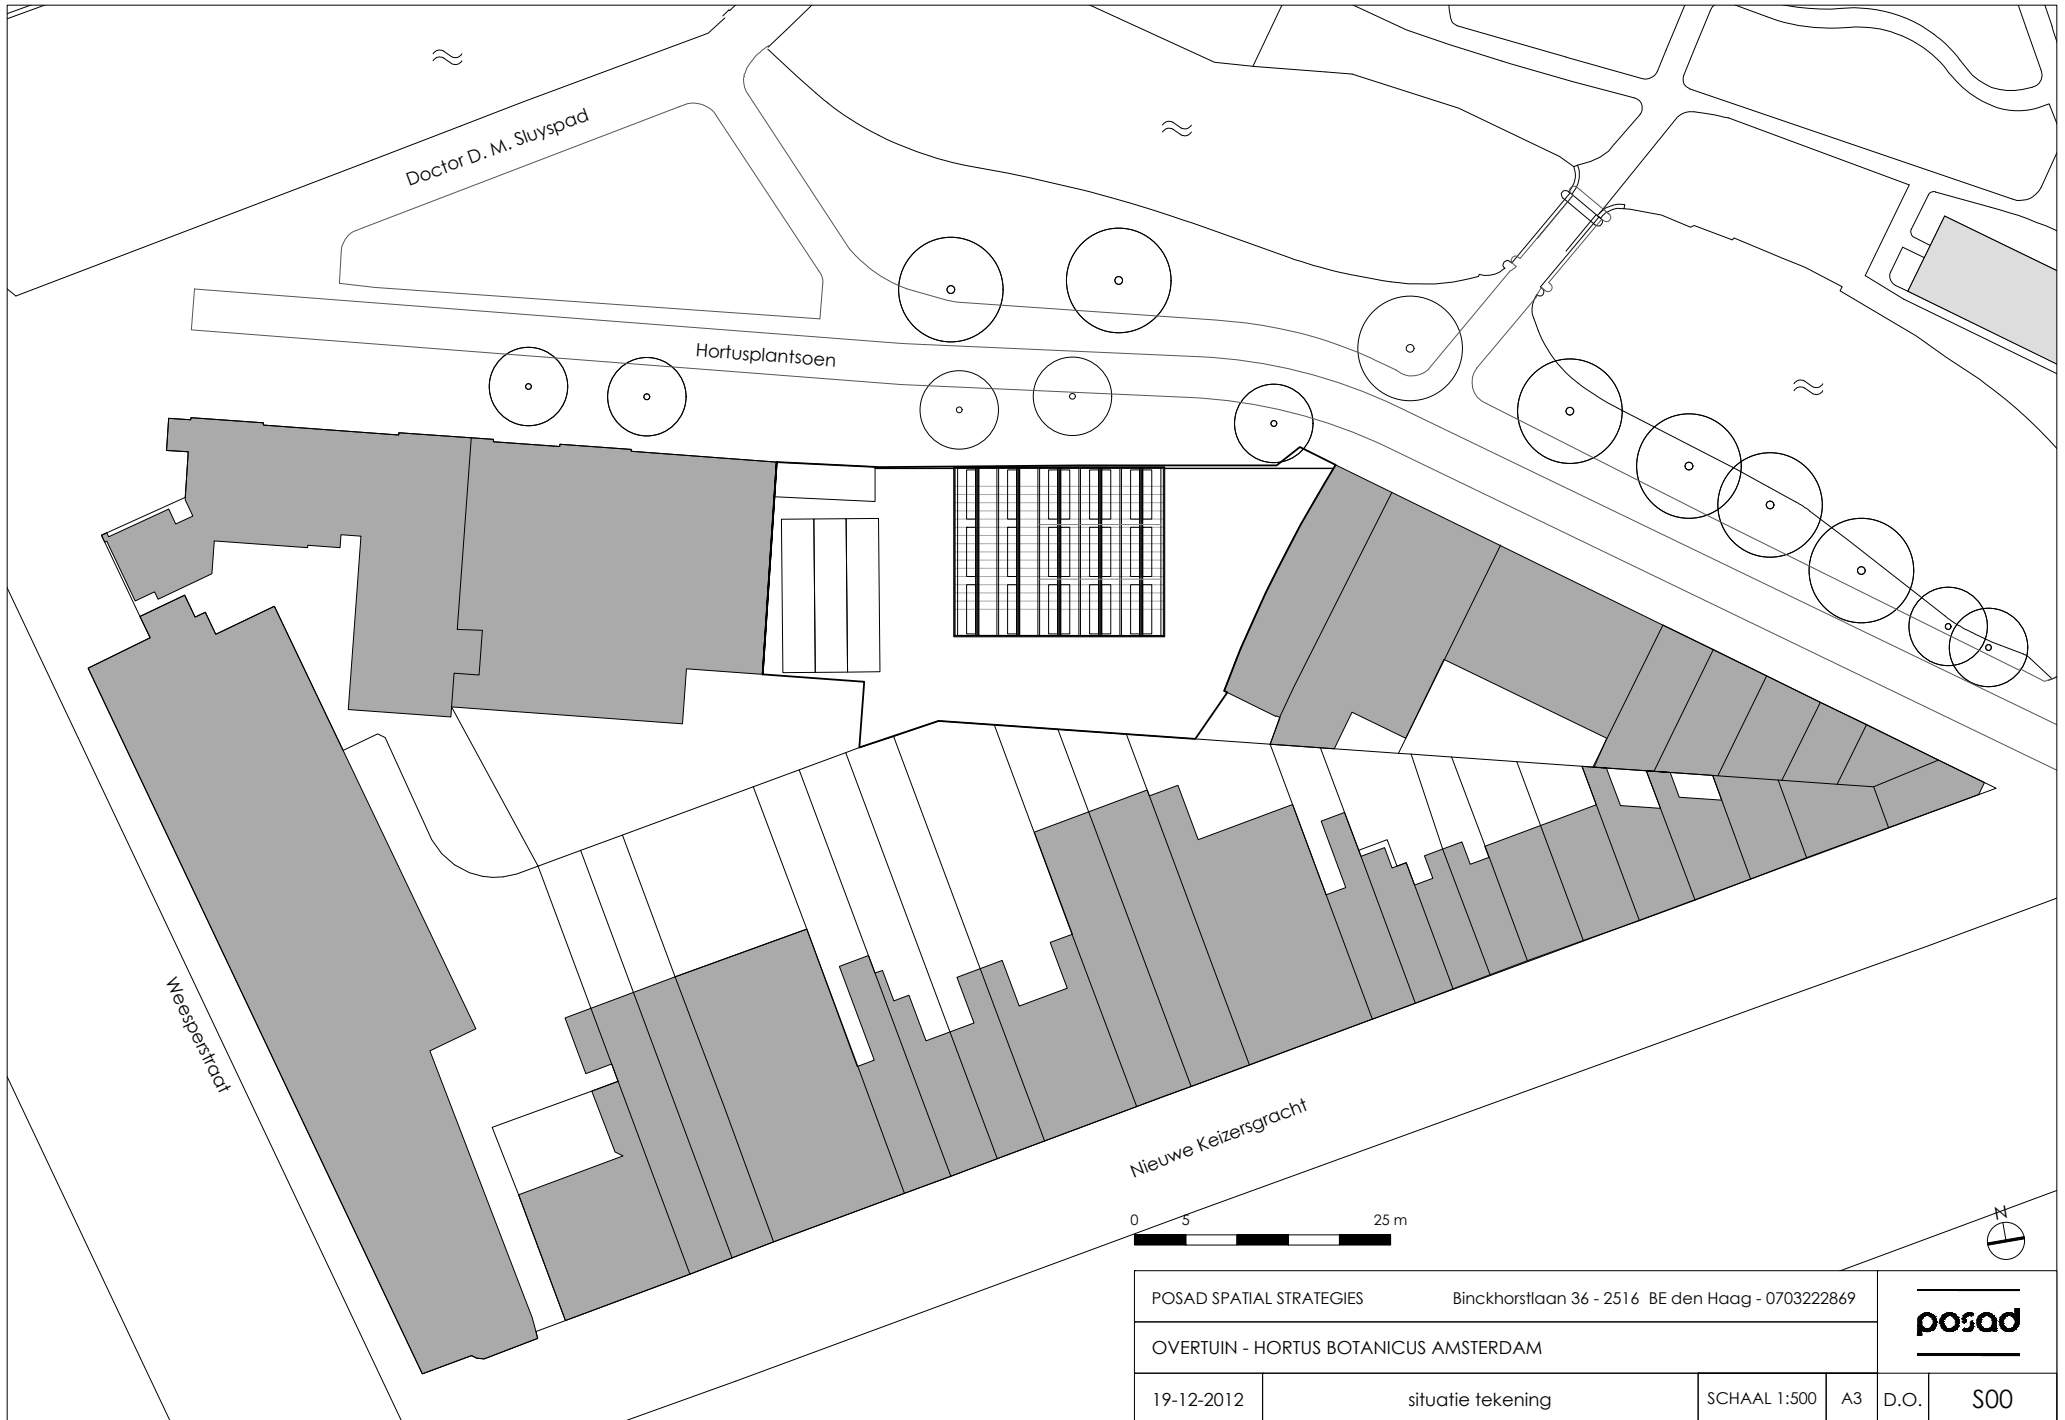 Doctor D. M. Sluyspad
Hortusplantsoen
Weesperstraat
Nieuwe Keizersgracht
0 5 25 m
N
POSAD SPATIAL STRATEGIES Binckhorstlaan 36 - 2516 BE den Haag - 0703222869
posad
OVERTUIN - HORTUS BOTANICUS AMSTERDAM
19-12-2012 situatie tekening SCHAAL 1:500 A3 D.O. S00